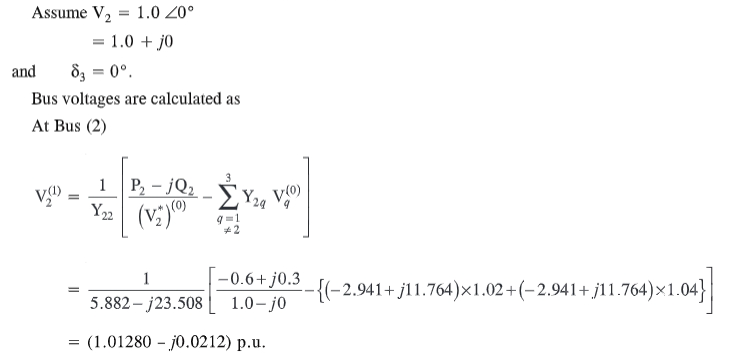 Assume V₂ = 1.0 ∠0°
= 1.0 + j0
and δ₃ = 0°.
Bus voltages are calculated as
At Bus (2)
V₂⁽¹⁾ = 1/Y₂₂ [ (P₂ − jQ₂)/(V₂*)⁽⁰⁾ − ∑_{q=1, ≠2}^{3} Y₂q Vq⁽⁰⁾ ]
= 1/(5.882 − j23.508) [ (−0.6 + j0.3)/(1.0 − j0) − {(−2.941 + j11.764) × 1.02 + (−2.941 + j11.764) × 1.04} ]
= (1.01280 − j0.0212) p.u.